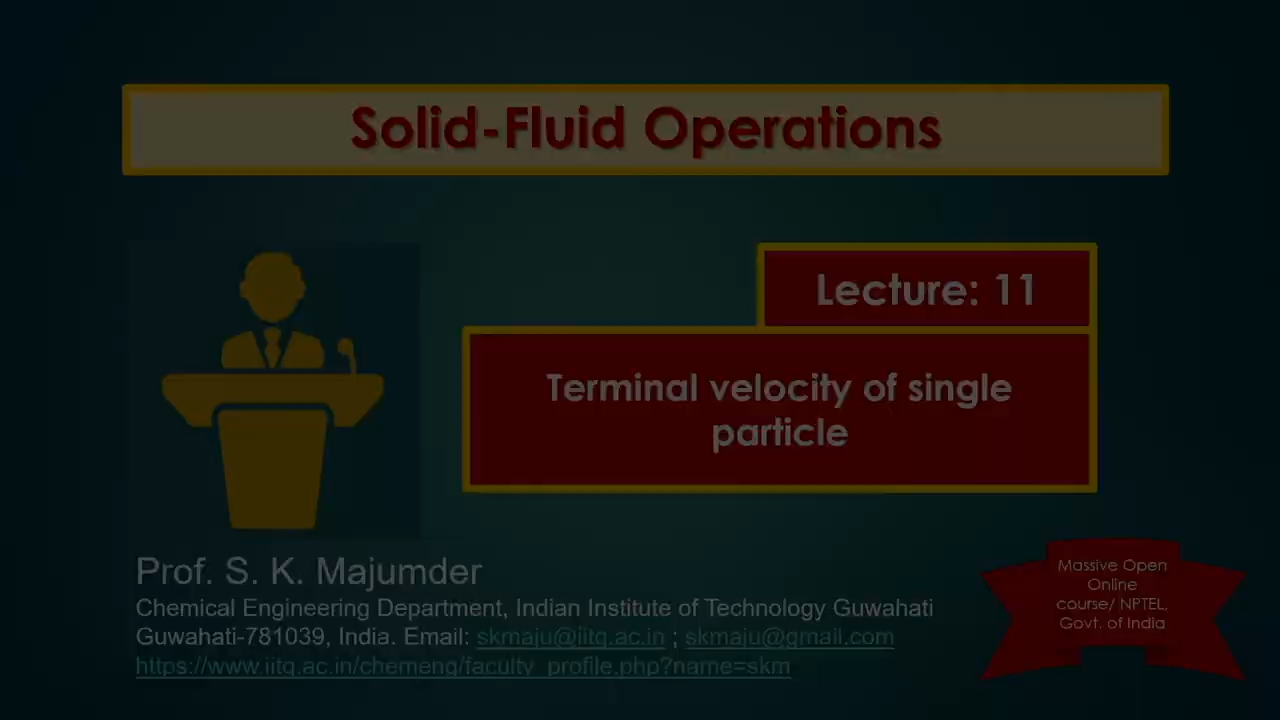 Solid-Fluid Operations
Lecture: 11
Terminal velocity of single
particle
Prof. S. K. Majumder
Chemical Engineering Department, Indian Institute of Technology Guwahati
Guwahati-781039, India. Email: skmaju@iitg.ac.in ; skmaju@gmail.com
https://www.iitg.ac.in/chemeng/faculty_profile.php?name=skm
Massive Open
Online
course/ NPTEL,
Govt. of India